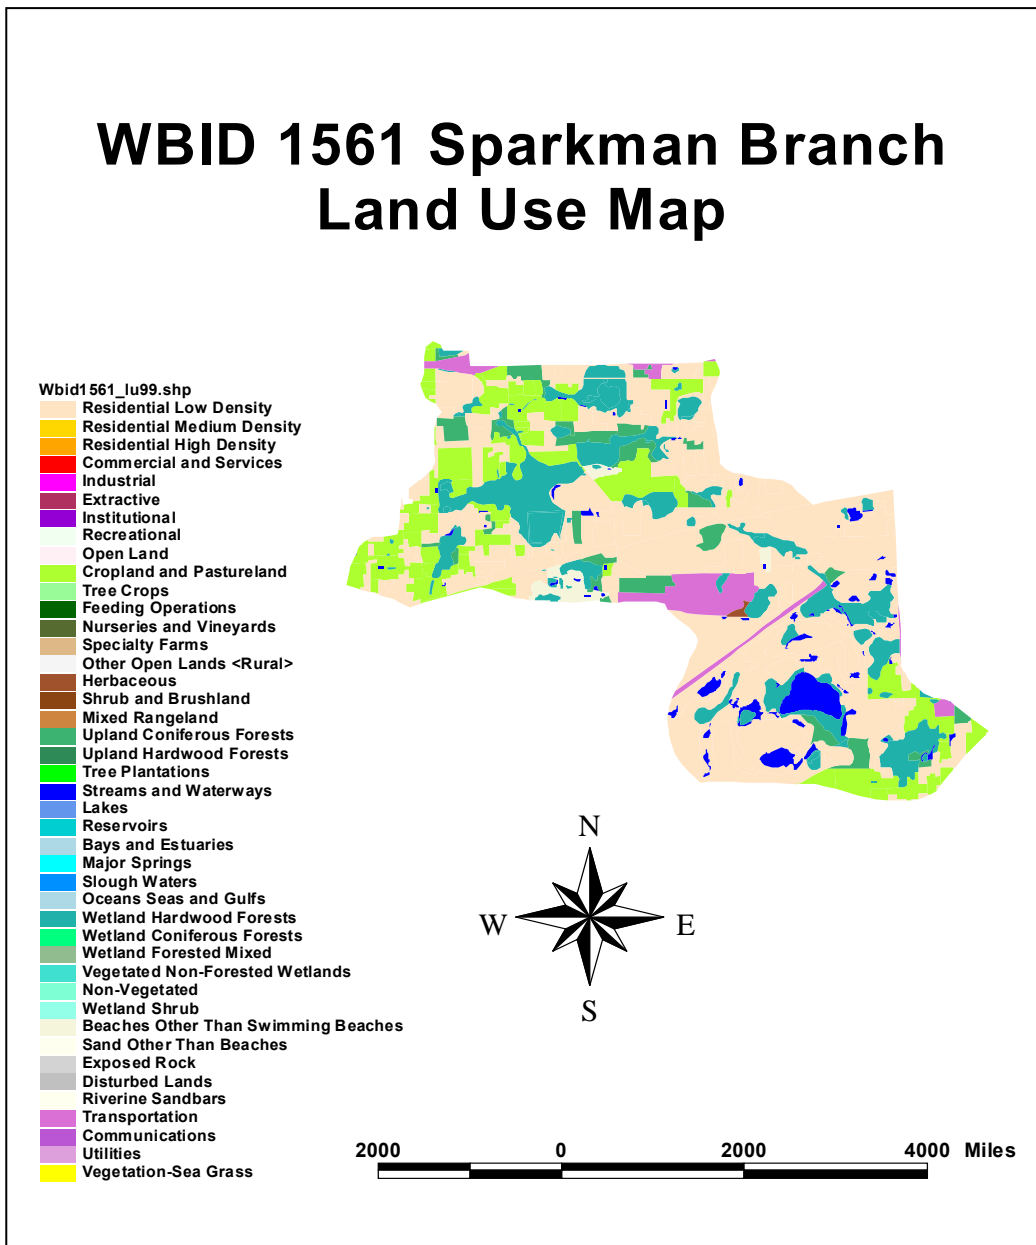 WBID 1561 Sparkman Branch
Land Use Map
Wbid1561_lu99.shp
Residential Low Density
Residential Medium Density
Residential High Density
Commercial and Services
Industrial
Extractive
Institutional
Recreational
Open Land
Cropland and Pastureland
Tree Crops
Feeding Operations
Nurseries and Vineyards
Specialty Farms
Other Open Lands <Rural>
Herbaceous
Shrub and Brushland
Mixed Rangeland
Upland Coniferous Forests
Upland Hardwood Forests
Tree Plantations
Streams and Waterways
Lakes
Reservoirs
Bays and Estuaries
Major Springs
Slough Waters
Oceans Seas and Gulfs
Wetland Hardwood Forests
Wetland Coniferous Forests
Wetland Forested Mixed
Vegetated Non-Forested Wetlands
Non-Vegetated
Wetland Shrub
Beaches Other Than Swimming Beaches
Sand Other Than Beaches
Exposed Rock
Disturbed Lands
Riverine Sandbars
Transportation
Communications
Utilities
Vegetation-Sea Grass
N
W E
S
2000 0 2000 4000 Miles